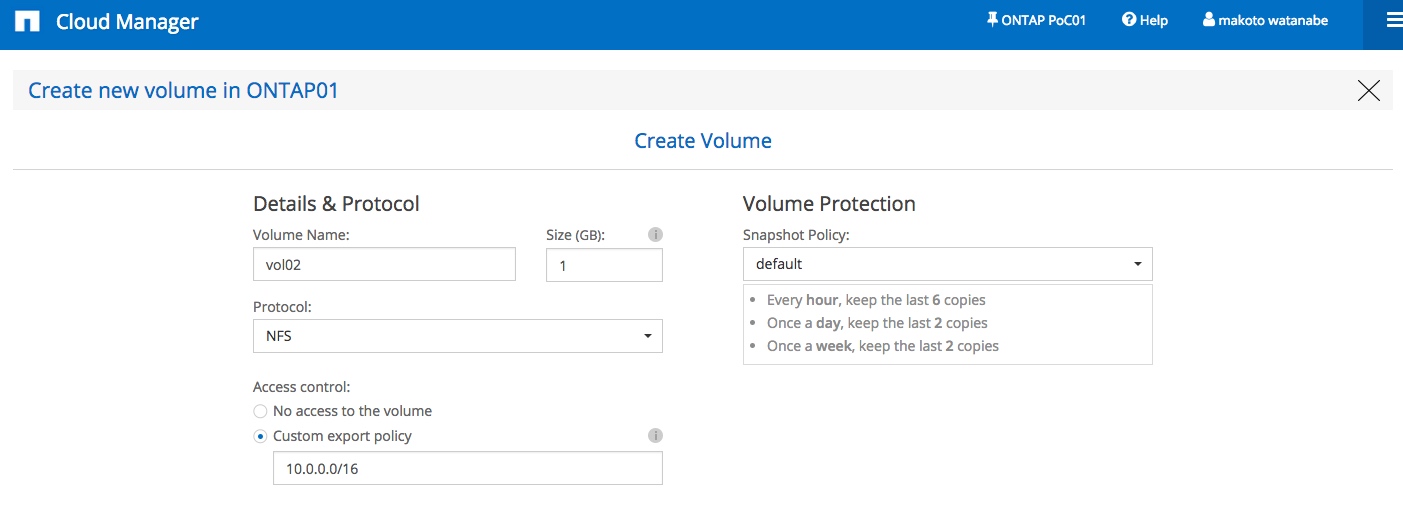 Cloud Manager
ONTAP PoC01
Help
makoto watanabe
Create new volume in ONTAP01
Create Volume
Details & Protocol
Volume Name:
Size (GB):
vol02
1
Protocol:
NFS
Access control:
No access to the volume
Custom export policy
10.0.0.0/16
Volume Protection
Snapshot Policy:
default
Every hour, keep the last 6 copies
Once a day, keep the last 2 copies
Once a week, keep the last 2 copies